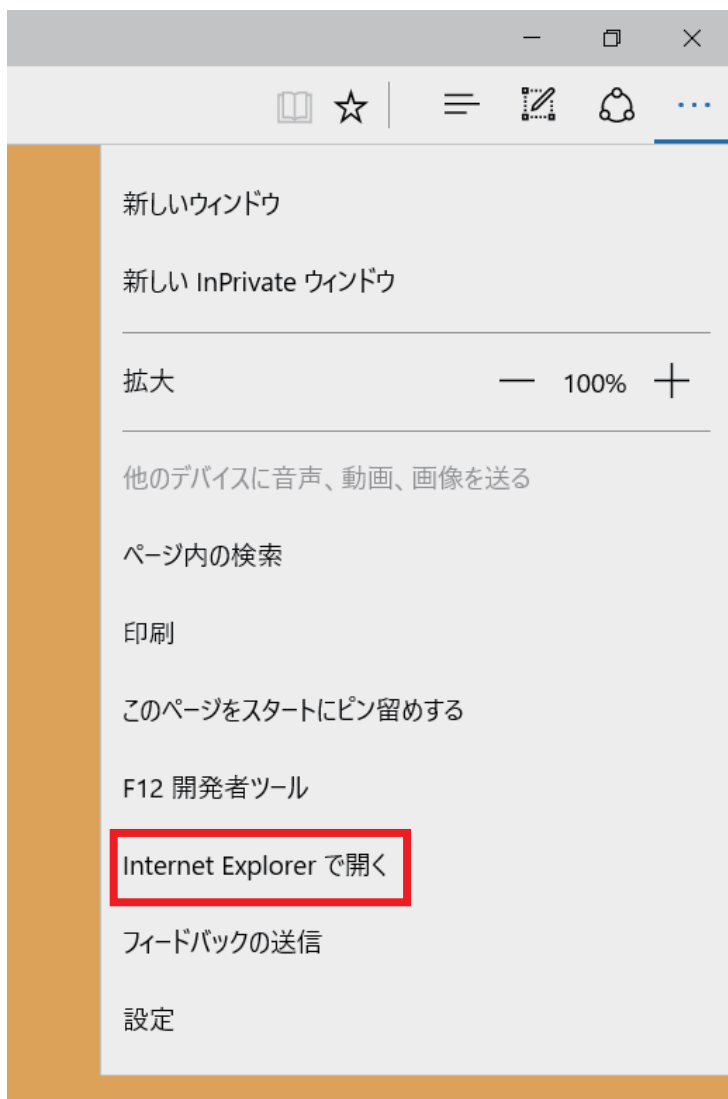 新しいウィンドウ
新しい InPrivate ウィンドウ
拡大 100%
他のデバイスに音声、動画、画像を送る
ページ内の検索
印刷
このページをスタートにピン留めする
F12 開発者ツール
Internet Explorer で開く
フィードバックの送信
設定